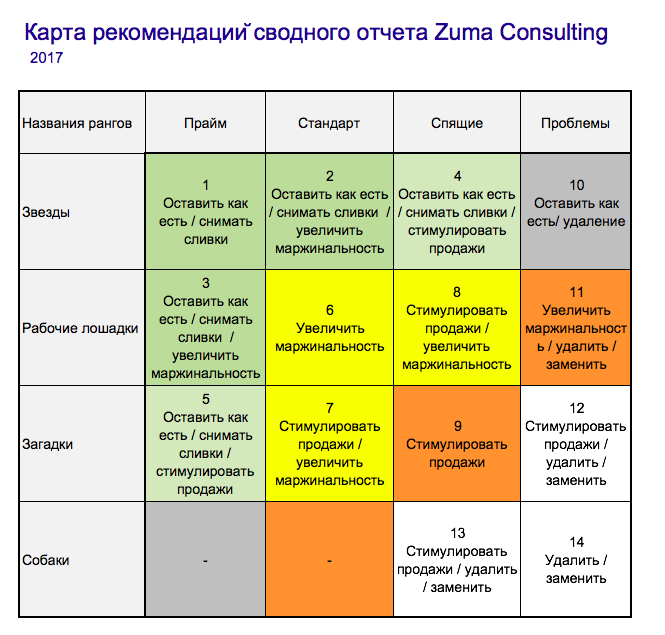 Карта рекомендаций сводного отчета Zuma Consulting
2017
Названия рангов
Прайм
Стандарт
Спящие
Проблемы
Звезды
1
Оставить как
есть / снимать
сливки
2
Оставить как есть
/ снимать сливки /
увеличить
маржинальность
4
Оставить как есть
/ снимать сливки /
стимулировать
продажи
10
Оставить как
есть/ удаление
Рабочие лошадки
3
Оставить как
есть / снимать
сливки /
увеличить
маржинальность
6
Увеличить
маржинальность
8
Стимулировать
продажи /
увеличить
маржинальность
11
Увеличить
маржинальност
ь / удалить /
заменить
Загадки
5
Оставить как
есть / снимать
сливки /
стимулировать
продажи
7
Стимулировать
продажи /
увеличить
маржинальность
9
Стимулировать
продажи
12
Стимулировать
продажи /
удалить /
заменить
Собаки
-
-
13
Стимулировать
продажи / удалить
/ заменить
14
Удалить /
заменить